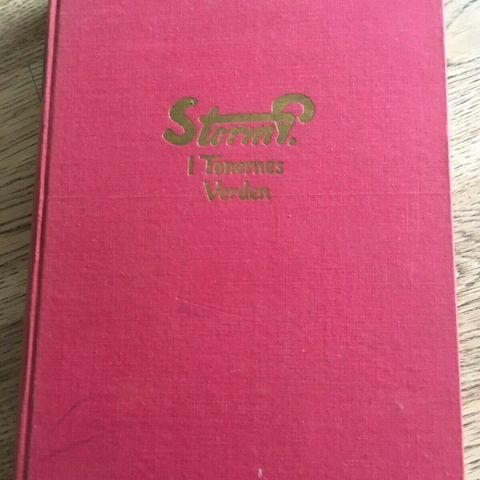 Storm P.
I Tonernes
Verden